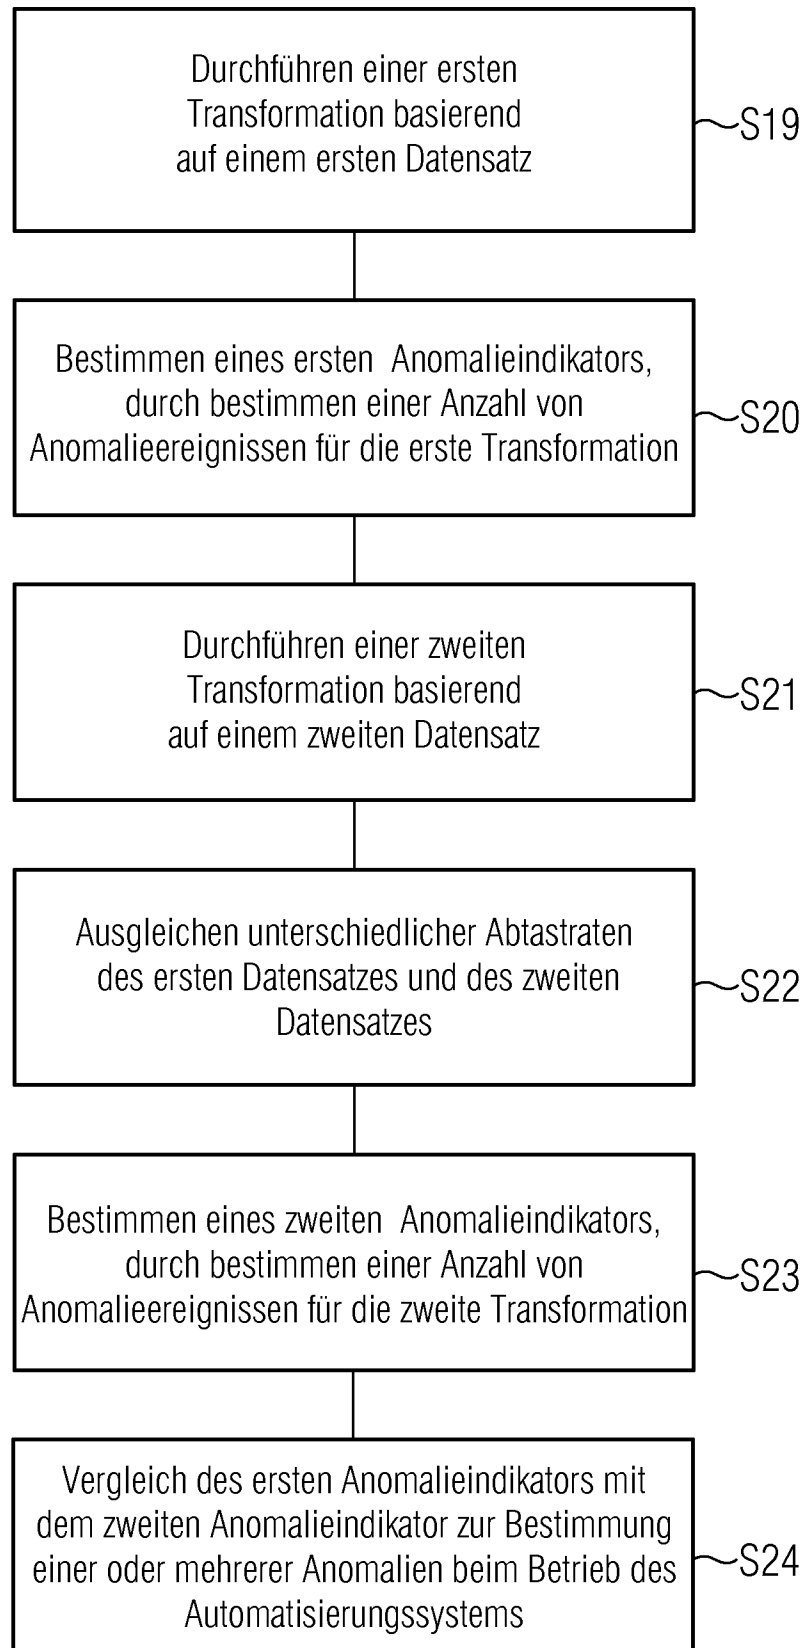 Durchführen einer ersten
Transformation basierend
auf einem ersten Datensatz
S19
Bestimmen eines ersten Anomalieindikators,
durch bestimmen einer Anzahl von
Anomalieereignissen für die erste Transformation
S20
Durchführen einer zweiten
Transformation basierend
auf einem zweiten Datensatz
S21
Ausgleichen unterschiedlicher Abtastraten
des ersten Datensatzes und des zweiten
Datensatzes
S22
Bestimmen eines zweiten Anomalieindikators,
durch bestimmen einer Anzahl von
Anomalieereignissen für die zweite Transformation
S23
Vergleich des ersten Anomalieindikators mit
dem zweiten Anomalieindikator zur Bestimmung
einer oder mehrerer Anomalien beim Betrieb des
Automatisierungssystems
S24